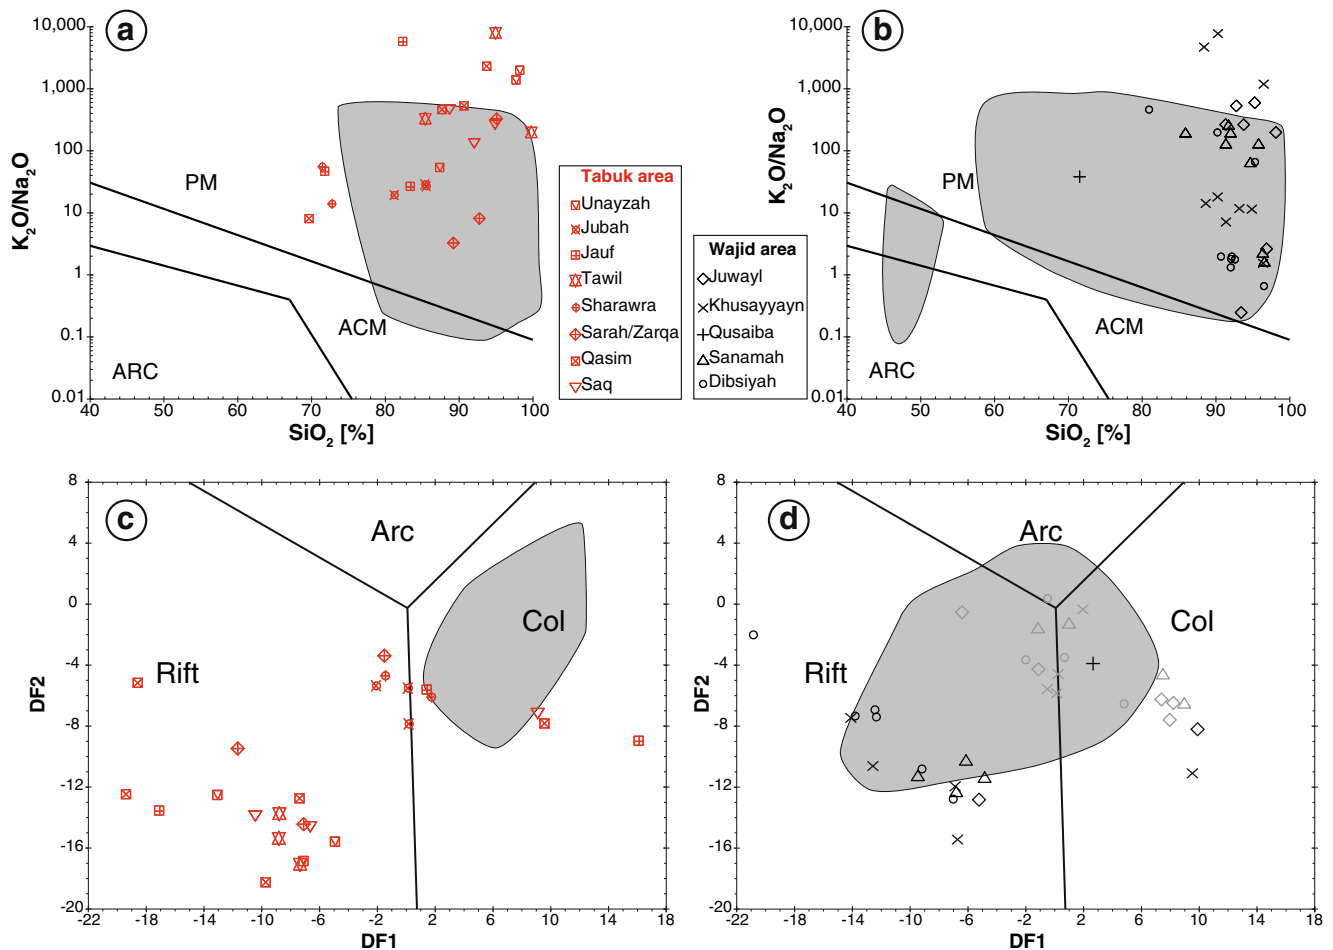 a
10,000
1,000
100
10
1
0.1
0.01
K2O/Na2O
PM
ACM
ARC
40 50 60 70 80 90 100
SiO2 [%]
Tabuk area
Unayzah
Jubah
Jauf
Tawil
Sharawra
Sarah/Zarqa
Qasim
Saq
Wajid area
Juwayl
Khusayyayn
Qusaiba
Sanamah
Dibsiyah
b
10,000
1,000
100
10
1
0.1
0.01
K2O/Na2O
PM
ACM
ARC
40 50 60 70 80 90 100
SiO2 [%]
c
8
4
0
-4
-8
-12
-16
-20
DF2
Arc
Col
Rift
-22 -18 -14 -10 -6 -2 2 6 10 14 18
DF1
d
8
4
0
-4
-8
-12
-16
-20
DF2
Arc
Col
Rift
-22 -18 -14 -10 -6 -2 2 6 10 14 18
DF1